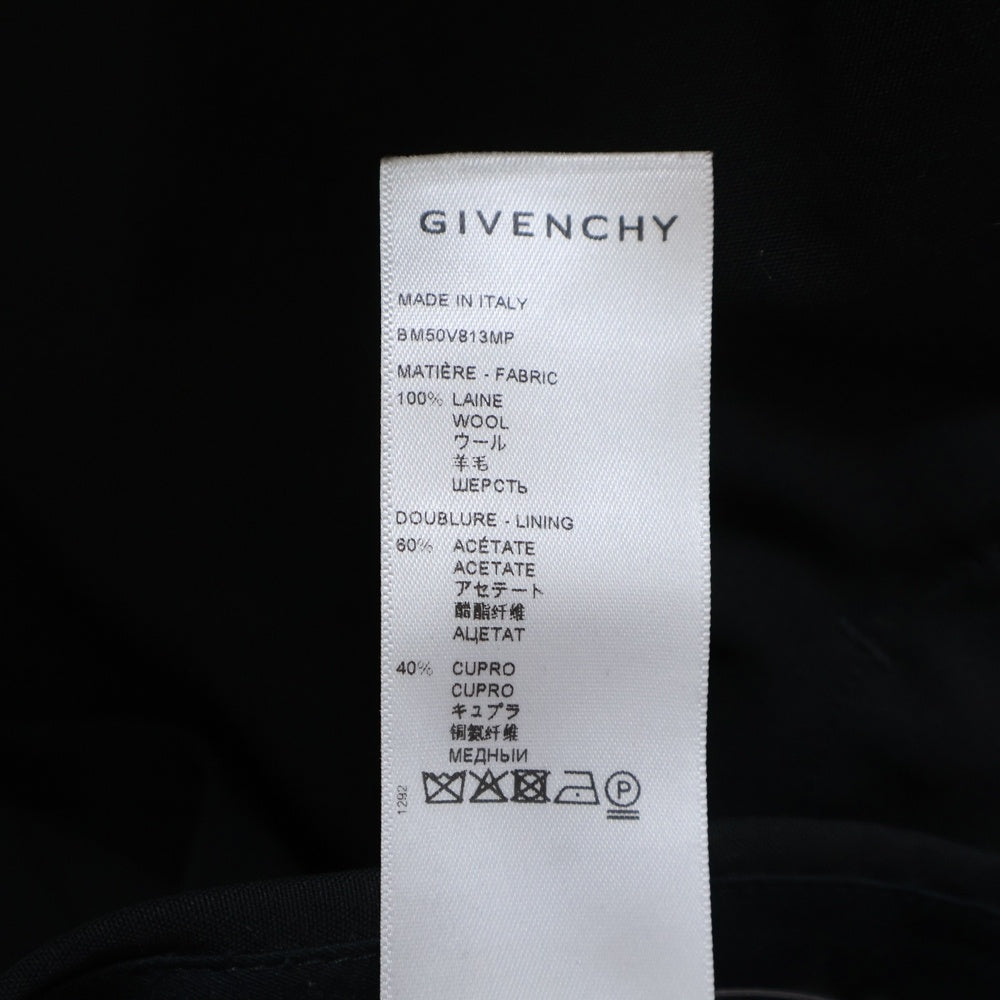 GIVENCHY
MADE IN ITALY
BM50V813MP
MATIÈRE - FABRIC
100% LAINE
WOOL
ウール
羊毛
ШЕРСТЬ
DOUBLURE - LINING
60% ACÉTATE
ACETATE
アセテート
醋酯纤维
АЦЕТАТ
40% CUPRO
CUPRO
キュプラ
铜氨纤维
МЕДНЫЙ
1292
P